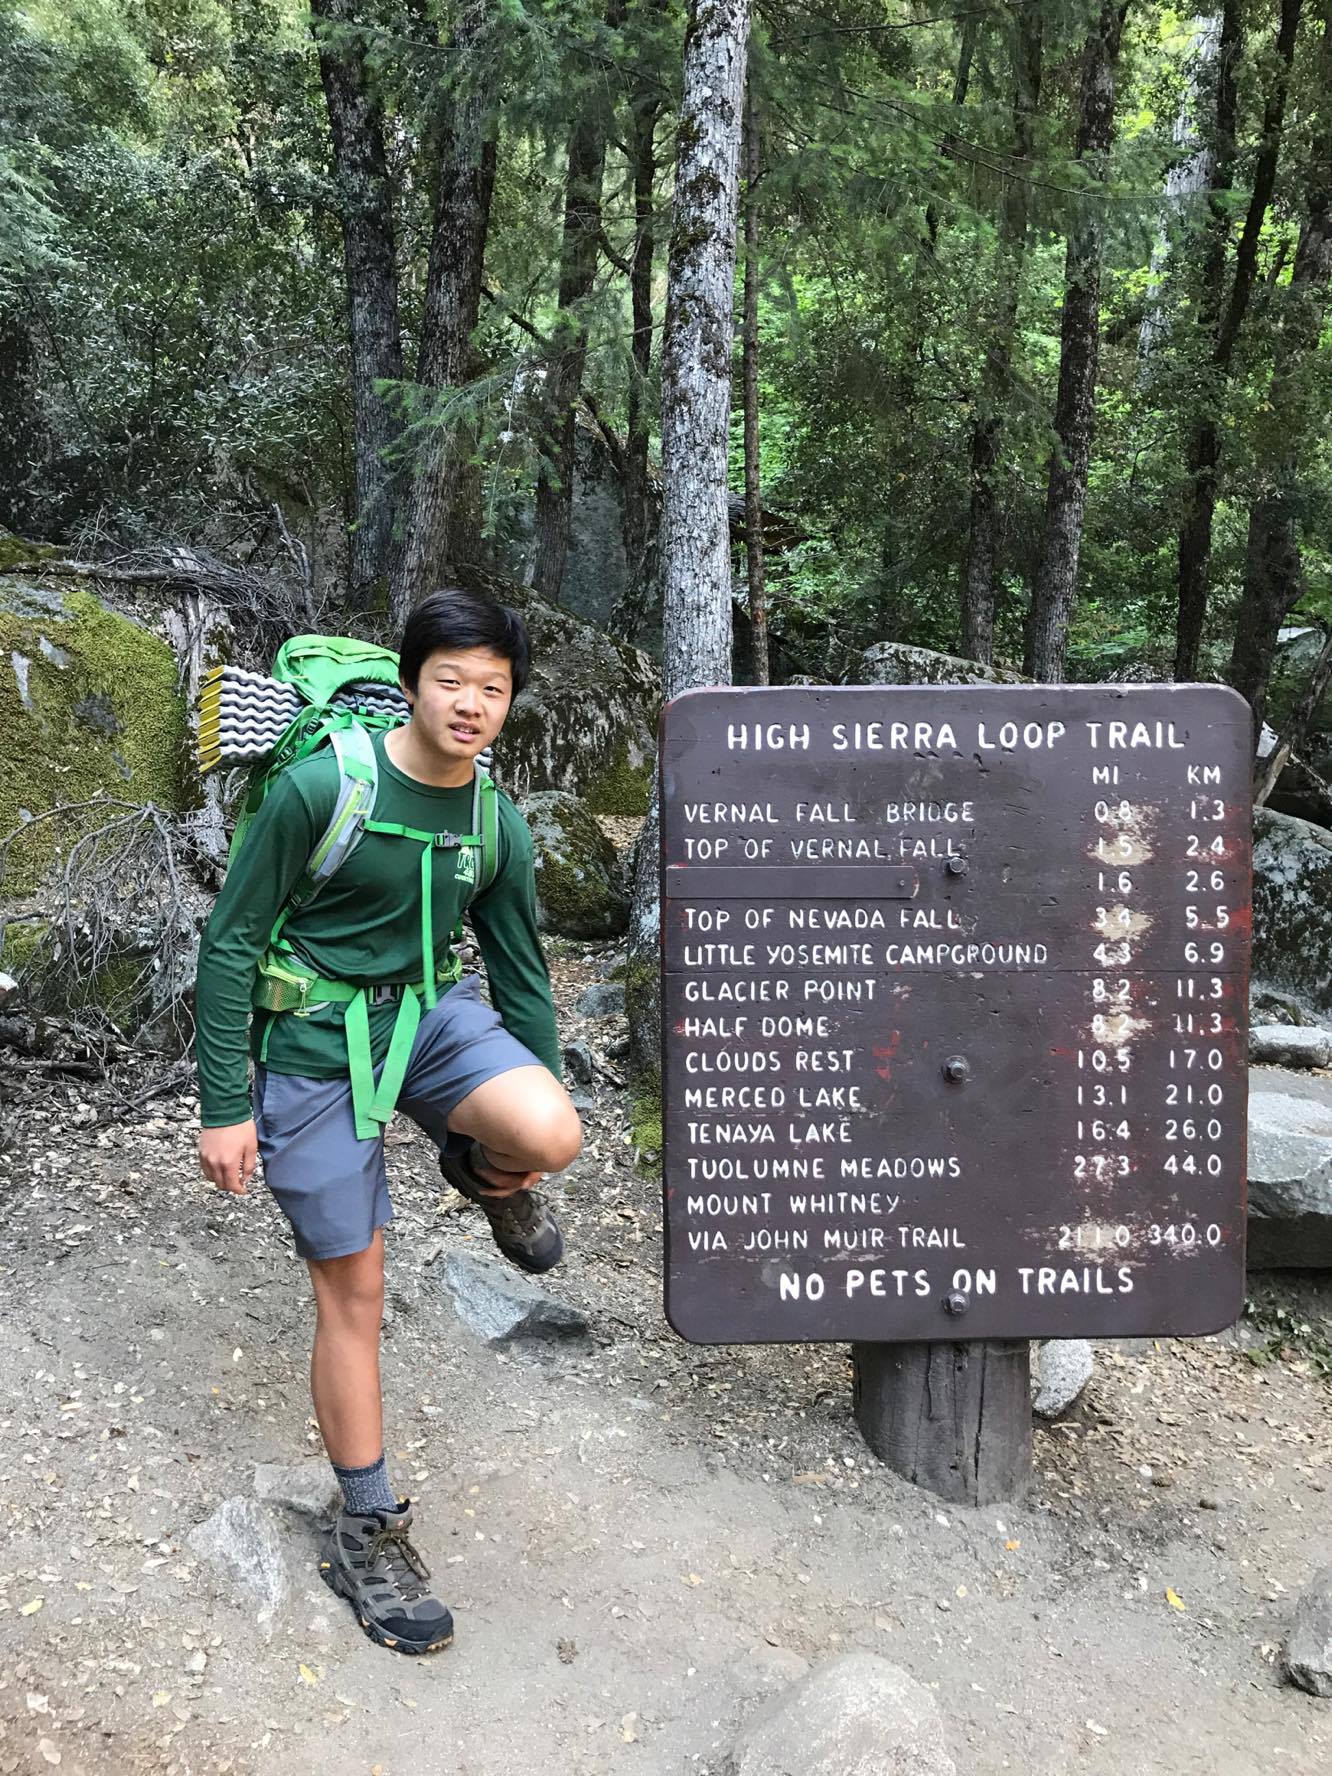 HIGH SIERRA LOOP TRAIL
MI KM
VERNAL FALL BRIDGE 0.8 1.3
TOP OF VERNAL FALL 1.5 2.4
1.6 2.6
TOP OF NEVADA FALL 3.4 5.5
LITTLE YOSEMITE CAMPGROUND 4.3 6.9
GLACIER POINT 8.2 11.3
HALF DOME 8.2 11.3
CLOUDS REST 10.5 17.0
MERCED LAKE 13.1 21.0
TENAYA LAKE 16.4 26.0
TUOLUMNE MEADOWS 27.3 44.0
MOUNT WHITNEY
VIA JOHN MUIR TRAIL 211.0 340.0
NO PETS ON TRAILS